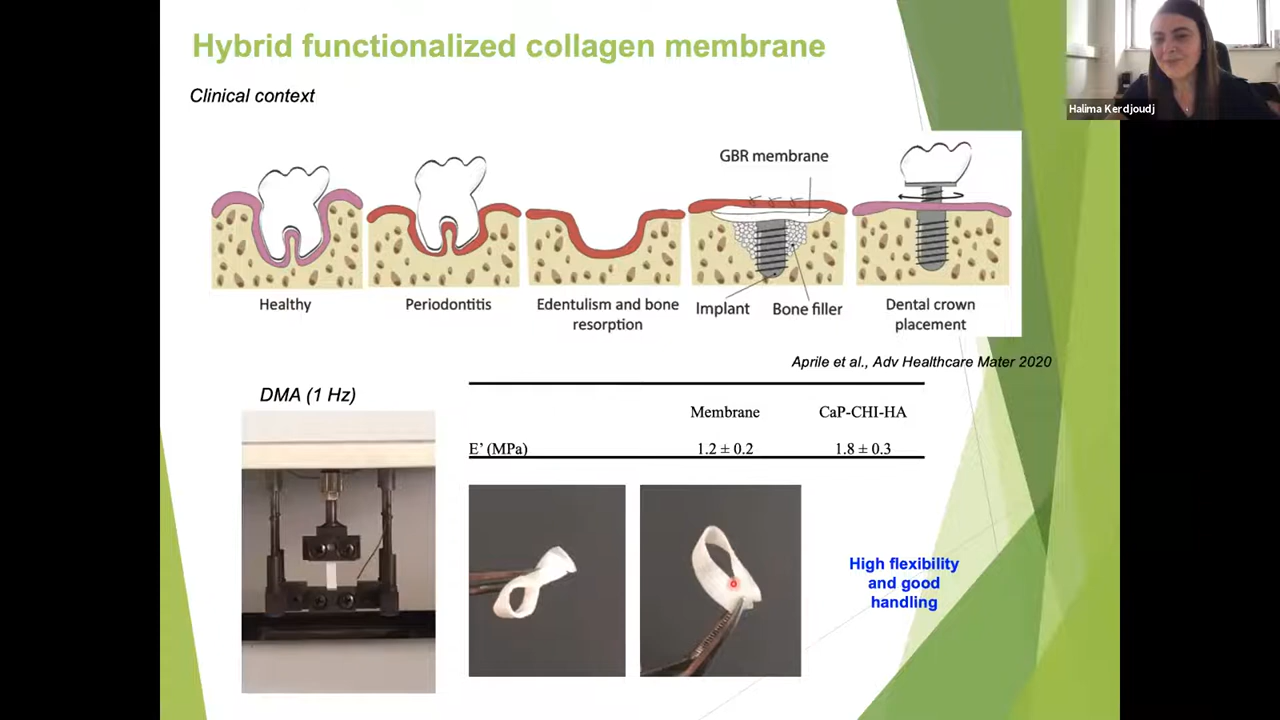 Hybrid functionalized collagen membrane
Halima Kerdjoudj
Clinical context
GBR membrane
Healthy
Periodontitis
Edentulism and bone
resorption
Implant
Bone filler
Dental crown
placement
Aprile et al., Adv Healthcare Mater 2020
DMA (1 Hz)
Membrane CaP-CHI-HA
E’ (MPa) 1.2 ± 0.2 1.8 ± 0.3
High flexibility
and good
handling